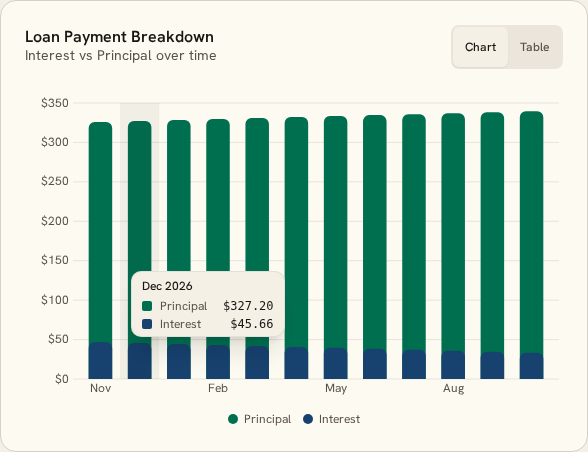 Loan Payment Breakdown
Interest vs Principal over time
Chart Table
$350
$300
$250
$200
$150
$100
$50
$0
Dec 2026
Principal $327.20
Interest $45.66
Nov Feb May Aug
Principal Interest